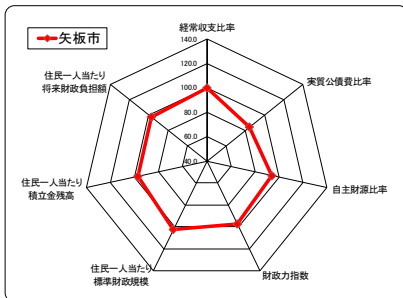 矢板市
経常収支比率
140.0
120.0
100.0
80.0
60.0
40.0
実質公債費比率
自主財源比率
財政力指数
住民一人当たり
標準財政規模
住民一人当たり
積立金残高
住民一人当たり
将来財政負担額